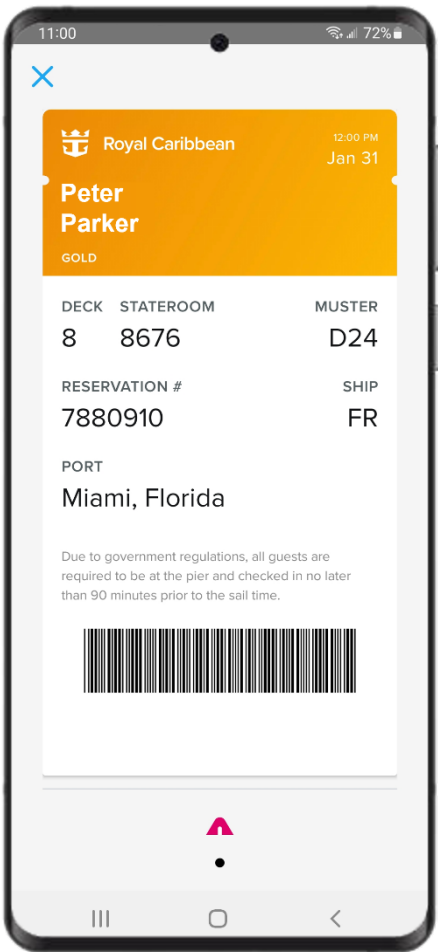 11:00 72%
Royal Caribbean
12:00 PM
Jan 31
Peter
Parker
GOLD
DECK STATEROOM MUSTER
8 8676 D24
RESERVATION # SHIP
7880910 FR
PORT
Miami, Florida
Due to government regulations, all guests are
required to be at the pier and checked in no later
than 90 minutes prior to the sail time.